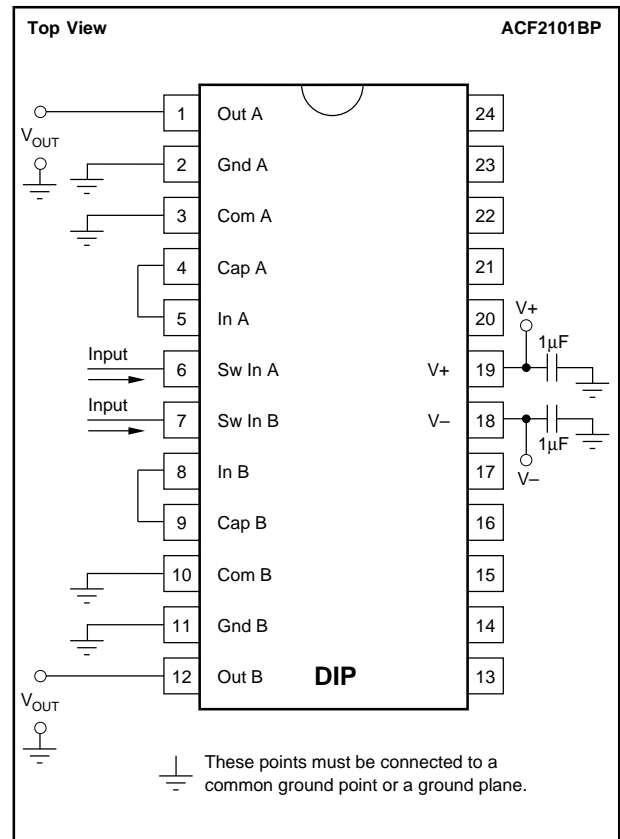 Top View ACF2101BP
1 Out A 24
VOUT
2 Gnd A 23
3 Com A 22
4 Cap A 21
5 In A 20
V+
1μF
Input
6 Sw In A V+ 19
Input
7 Sw In B V– 18
1μF
V–
8 In B 17
9 Cap B 16
10 Com B 15
11 Gnd B 14
12 Out B DIP 13
VOUT
These points must be connected to a
common ground point or a ground plane.